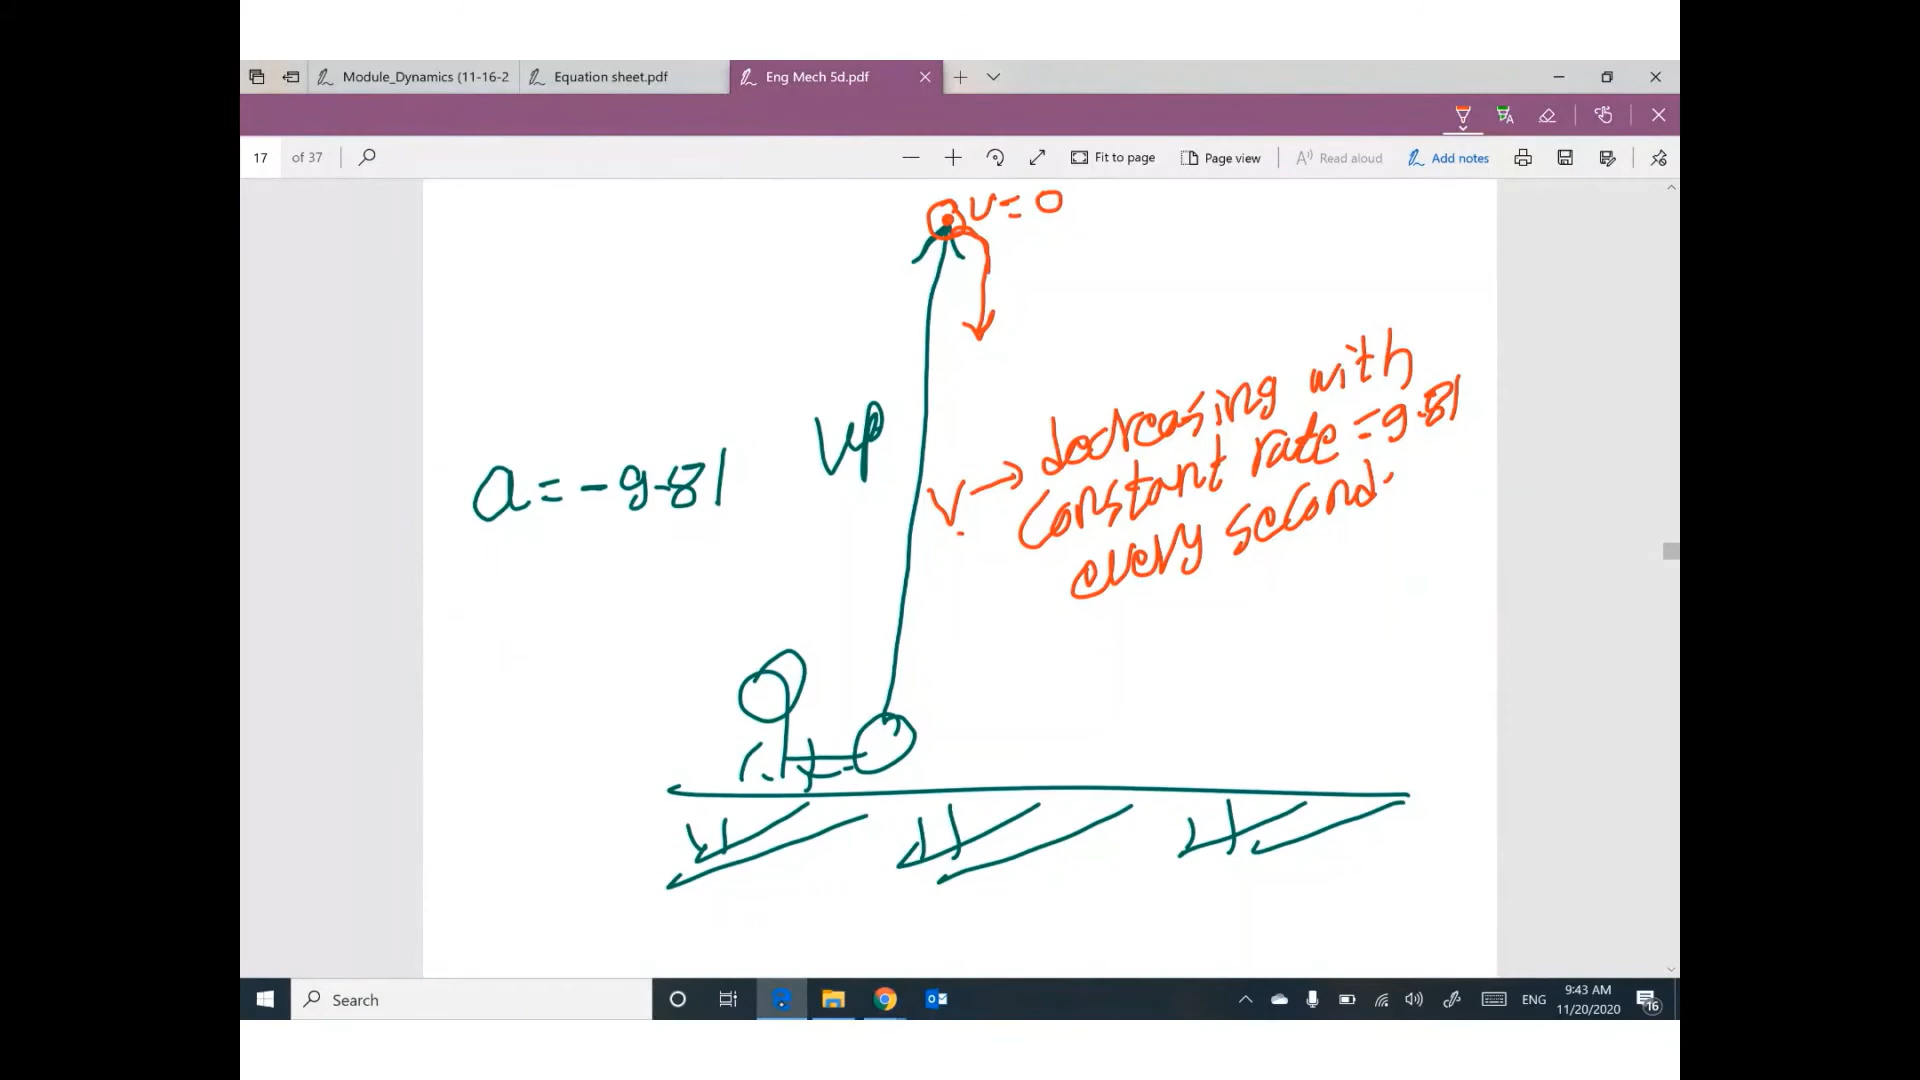 Module_Dynamics (11-16-2
Equation sheet.pdf
Eng Mech 5d.pdf
17 of 37
Fit to page
Page view
Read aloud
Add notes
v=0
up
a=-9.81
V → decreasing with
constant rate=9.81
every second.
Search
ENG
9:43 AM
11/20/2020
16